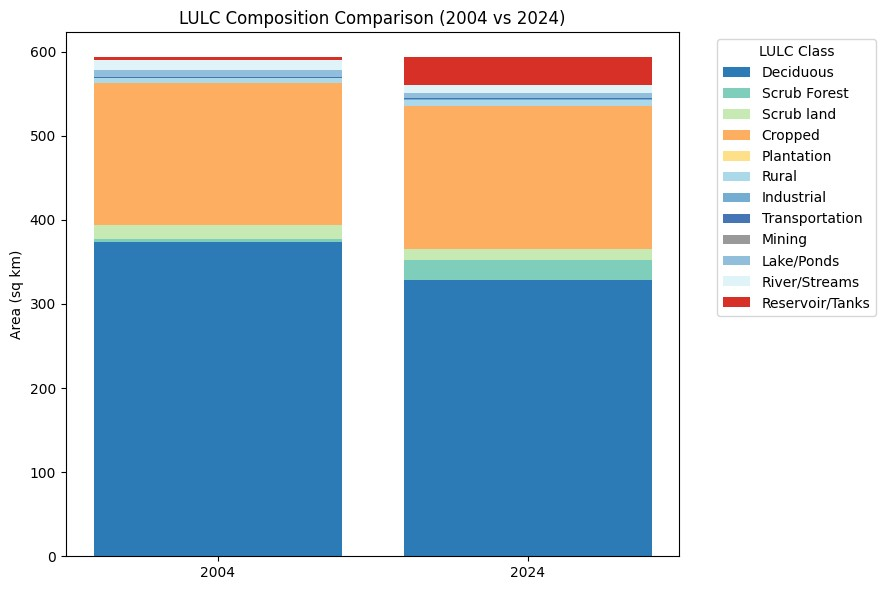 LULC Composition Comparison (2004 vs 2024)
Area (sq km)
600
500
400
300
200
100
0
2004
2024
LULC Class
Deciduous
Scrub Forest
Scrub land
Cropped
Plantation
Rural
Industrial
Transportation
Mining
Lake/Ponds
River/Streams
Reservoir/Tanks